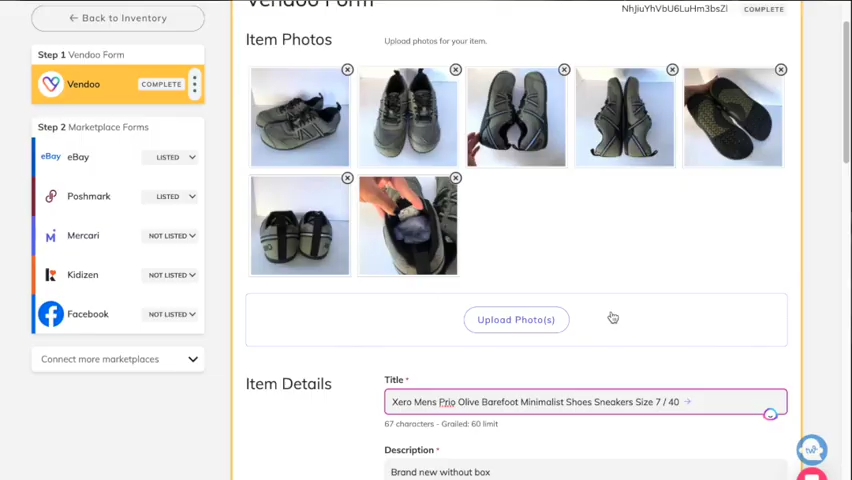 Back to Inventory
Step 1 Vendoo Form
Vendoo
COMPLETE
Step 2 Marketplace Forms
eBay
eBay
LISTED
Poshmark
LISTED
Mercari
NOT LISTED
Kidizen
NOT LISTED
Facebook
NOT LISTED
Connect more marketplaces
Vendoo Form
COMPLETE
Item Photos
Upload photos for your item.
Upload Photo(s)
Item Details
Title *
Xero Mens Prio Olive Barefoot Minimalist Shoes Sneakers Size 7 / 40
67 characters - Grailed: 60 limit
Description *
Brand new without box